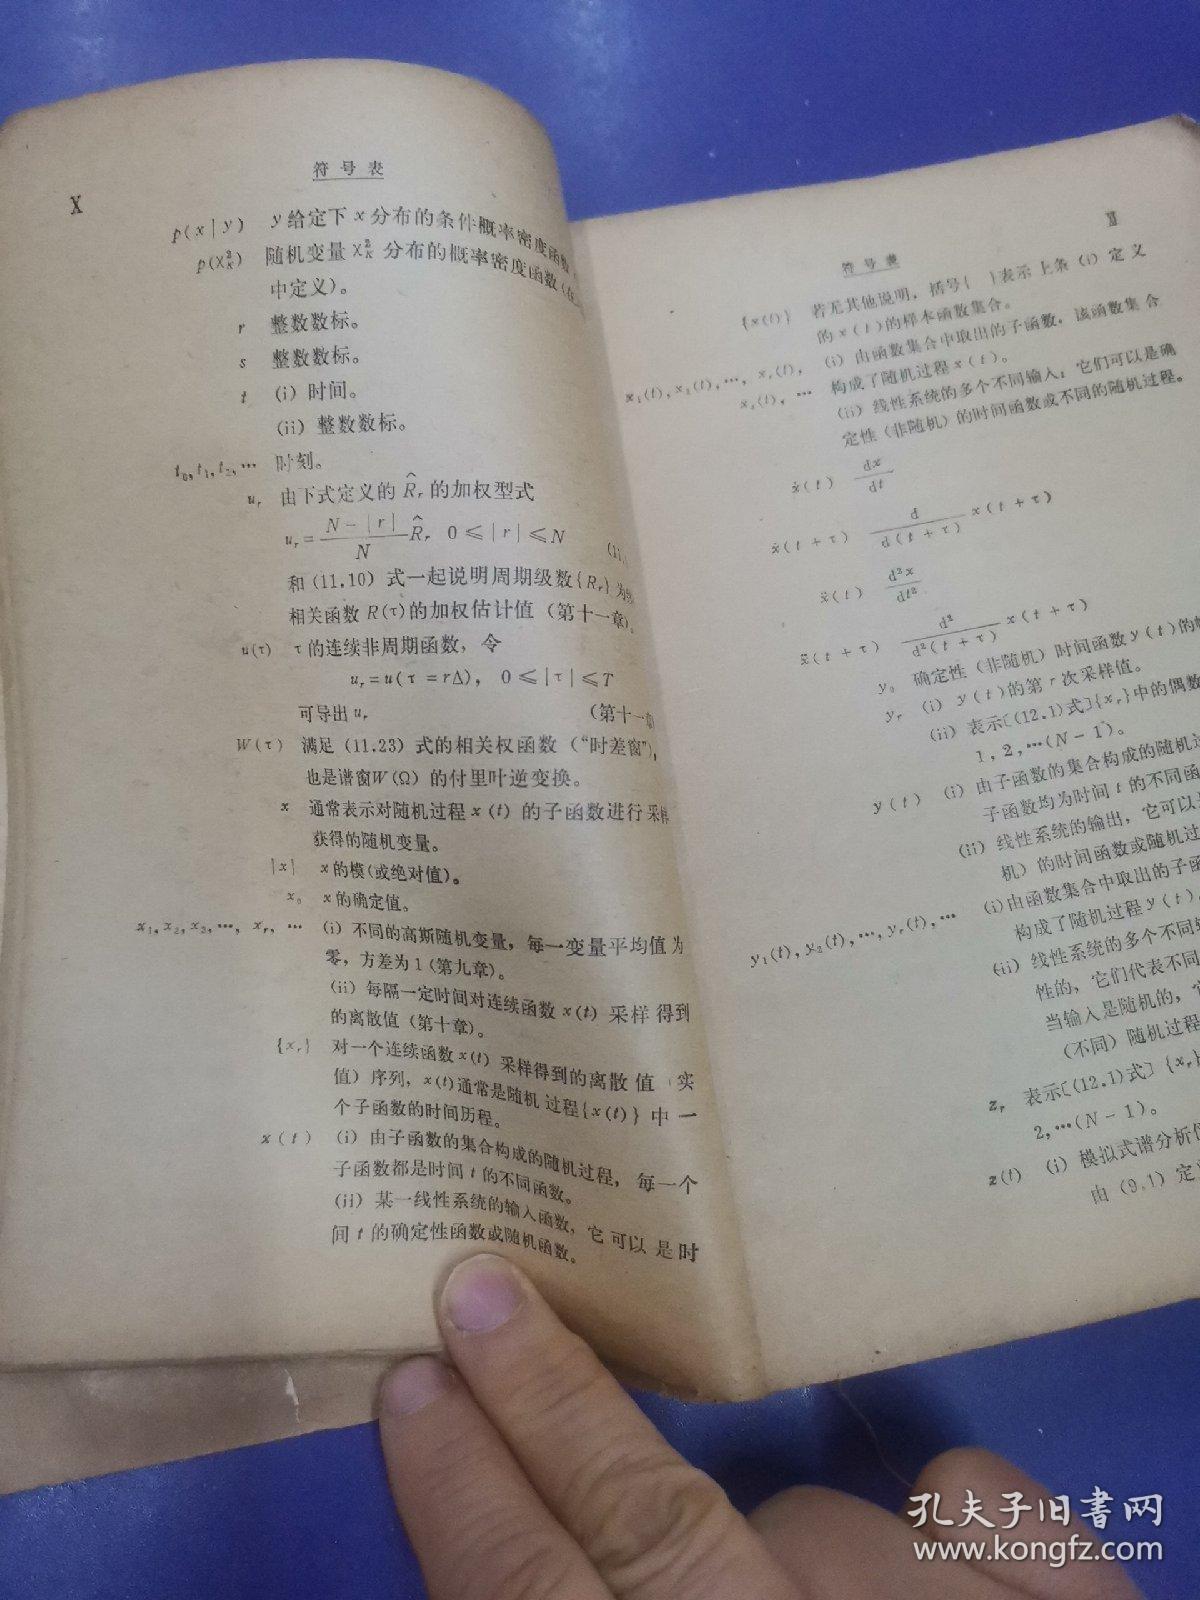 X
符号表
p(x|y) y给定下x分布的条件概率密度函数
p(χ²ₖ) 随机变量χ²ₖ分布的概率密度函数(在
中定义)。
r 整数数标。
s 整数数标。
t (i) 时间。
(ii) 整数数标。
t₀, t₁, t₂, … 时刻。
uᵣ 由下式定义的 R̂ᵣ 的加权型式
uᵣ = (N-|r|)/N R̂ᵣ 0≤|r|≤N (11.
和 (11.10) 式一起说明周期级数{Rᵣ}为
相关函数 R(τ)的加权估计值 (第十一章)。
u(τ) τ的连续非周期函数，令
uᵣ=u(τ=rΔ), 0≤|τ|≤T
可导出uᵣ (第十一章
W(τ) 满足 (11.23) 式的相关权函数 (“时差窗”),
也是谱窗W(Ω) 的付里叶逆变换。
x 通常表示对随机过程 x(t) 的子函数进行采样
获得的随机变量。
|x| x的模(或绝对值)。
x₀ x的确定值。
x₁, x₂, x₃, …, xᵣ, … (i) 不同的高斯随机变量，每一变量平均值为
零，方差为1 (第九章)。
(ii) 每隔一定时间对连续函数 x(t) 采样得到
的离散值 (第十章)。
{xᵣ} 对一个连续函数 x(t) 采样得到的离散值 (实
值) 序列，x(t)通常是随机过程{x(t)}中一
个子函数的时间历程。
x(t) (i) 由子函数的集合构成的随机过程，每一个
子函数都是时间 t 的不同函数。
(ii) 某一线性系统的输入函数，它可以是时
间 t 的确定性函数或随机函数。
XI
符号表
{x(t)} 若无其他说明，括号{ }表示上条 (i) 定义
的 x(t) 的样本函数集合。
x₁(t), x₂(t), …, xᵣ(t), (i) 由函数集合中取出的子函数，该函数集合
xₛ(t), … 构成了随机过程 x(t)。
(ii) 线性系统的多个不同输入；它们可以是确
定性 (非随机) 的时间函数或不同的随机过程。
ẋ(t) dx/dt
ẋ(t+τ) d/d(t+τ) x(t+τ)
ẍ(t) d²x/dt²
ẍ(t+τ) d²/d²(t+τ) x(t+τ)
y₀ 确定性 (非随机) 时间函数 y(t)的
yᵣ (i) y(t)的第 r 次采样值。
(ii) 表示〔(12.1)式〕{xᵣ}中的偶数
1, 2, …(N-1)。
y(t) (i) 由子函数的集合构成的随机过
子函数均为时间 t 的不同函
(ii) 线性系统的输出，它可以
机) 的时间函数或随机过
y₁(t), y₂(t), …, yᵣ(t), … (i)由函数集合中取出的子函
构成了随机过程 y(t)
(ii) 线性系统的多个不同
性的，它们代表不同
当输入是随机的，它
(不同) 随机过程
zᵣ 表示〔(12.1)式〕{xᵣ}
2, …(N-1)。
z(t) (i) 模拟式谱分析
由 (9.1) 定
孔夫子旧书网
www.kongfz.com